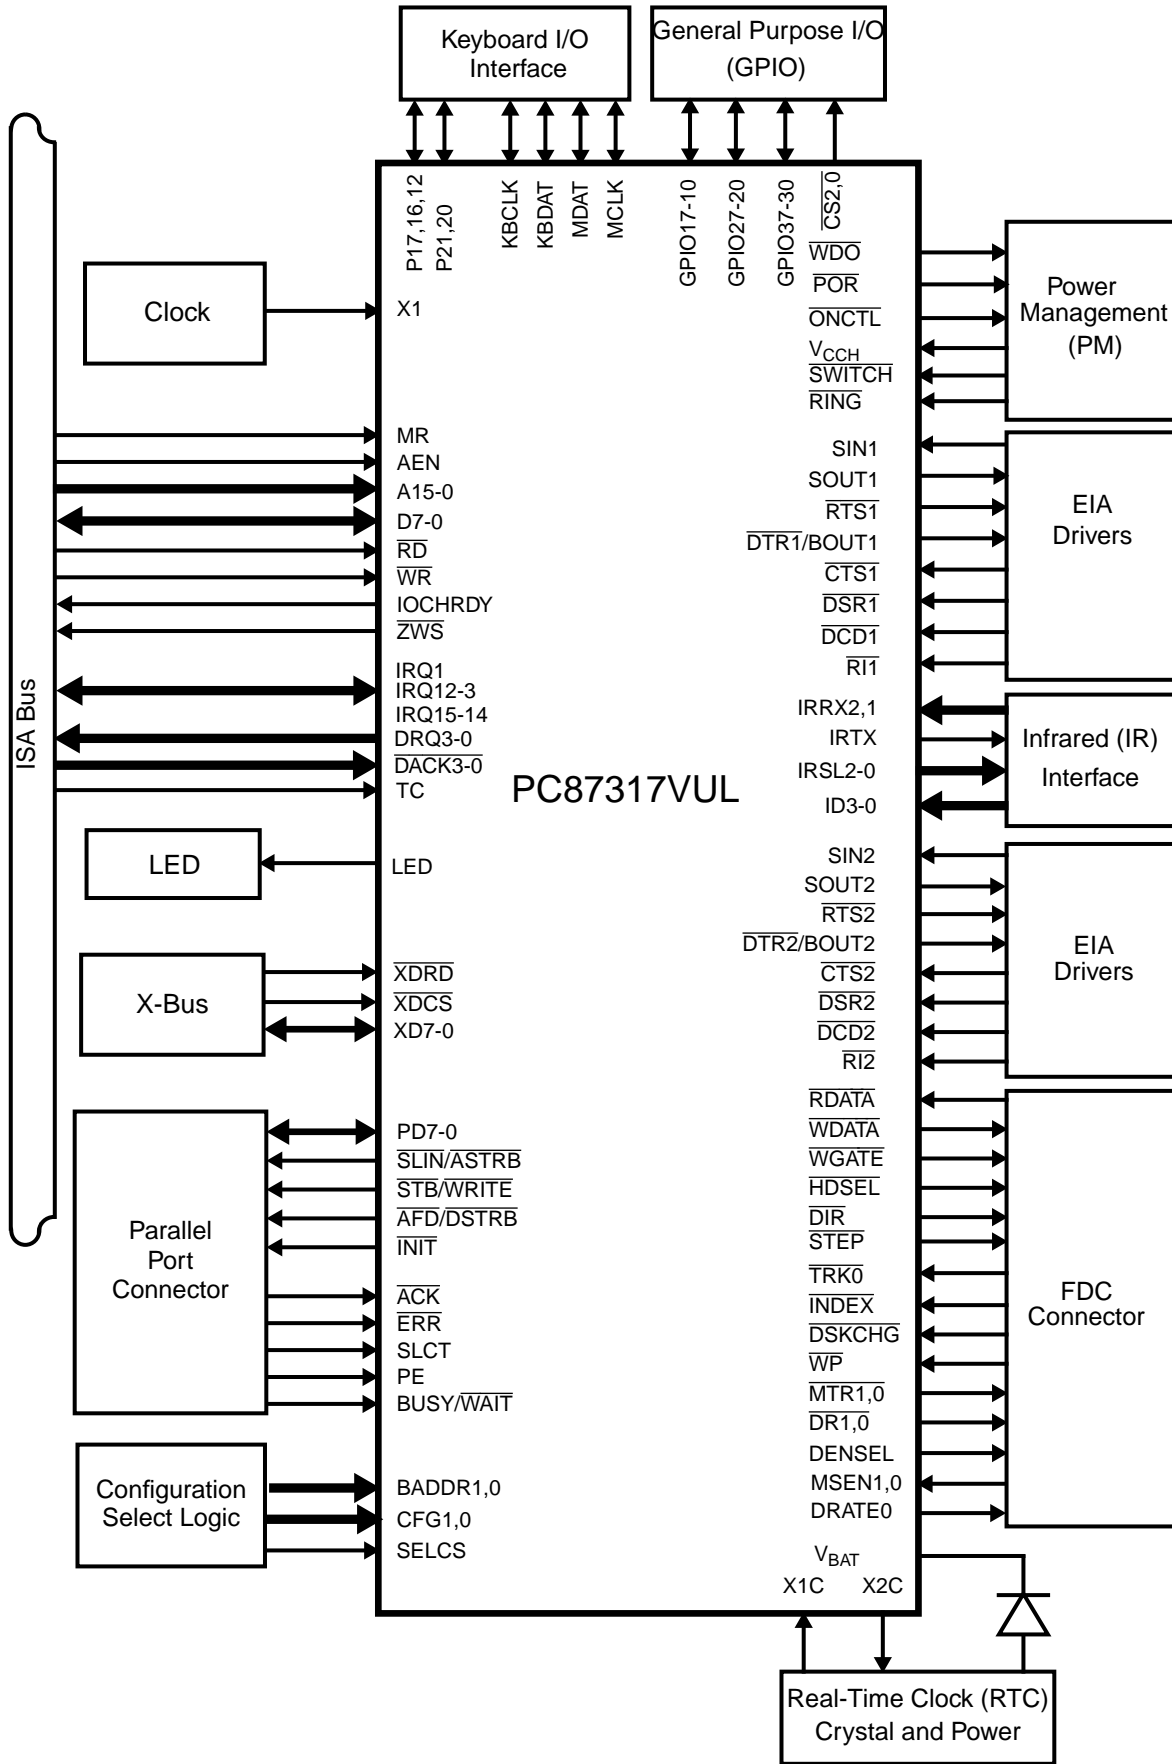 Keyboard I/O
Interface
General Purpose I/O
(GPIO)
P17,16,12
P21,20
KBCLK
KBDAT
MDAT
MCLK
GPIO17-10
GPIO27-20
GPIO37-30
CS2,0
ISA Bus
Clock
X1
MR
AEN
A15-0
D7-0
RD
WR
IOCHRDY
ZWS
IRQ1
IRQ12-3
IRQ15-14
DRQ3-0
DACK3-0
TC
LED
LED
X-Bus
XDRD
XDCS
XD7-0
Parallel
Port
Connector
PD7-0
SLIN/ASTRB
STB/WRITE
AFD/DSTRB
INIT
ACK
ERR
SLCT
PE
BUSY/WAIT
Configuration
Select Logic
BADDR1,0
CFG1,0
SELCS
PC87317VUL
WDO
POR
ONCTL
VCCH
SWITCH
RING
Power
Management
(PM)
SIN1
SOUT1
RTS1
DTR1/BOUT1
CTS1
DSR1
DCD1
RI1
EIA
Drivers
IRRX2,1
IRTX
IRSL2-0
ID3-0
Infrared (IR)
Interface
SIN2
SOUT2
RTS2
DTR2/BOUT2
CTS2
DSR2
DCD2
RI2
EIA
Drivers
RDATA
WDATA
WGATE
HDSEL
DIR
STEP
TRK0
INDEX
DSKCHG
WP
MTR1,0
DR1,0
DENSEL
MSEN1,0
DRATE0
FDC
Connector
VBAT
X1C X2C
Real-Time Clock (RTC)
Crystal and Power